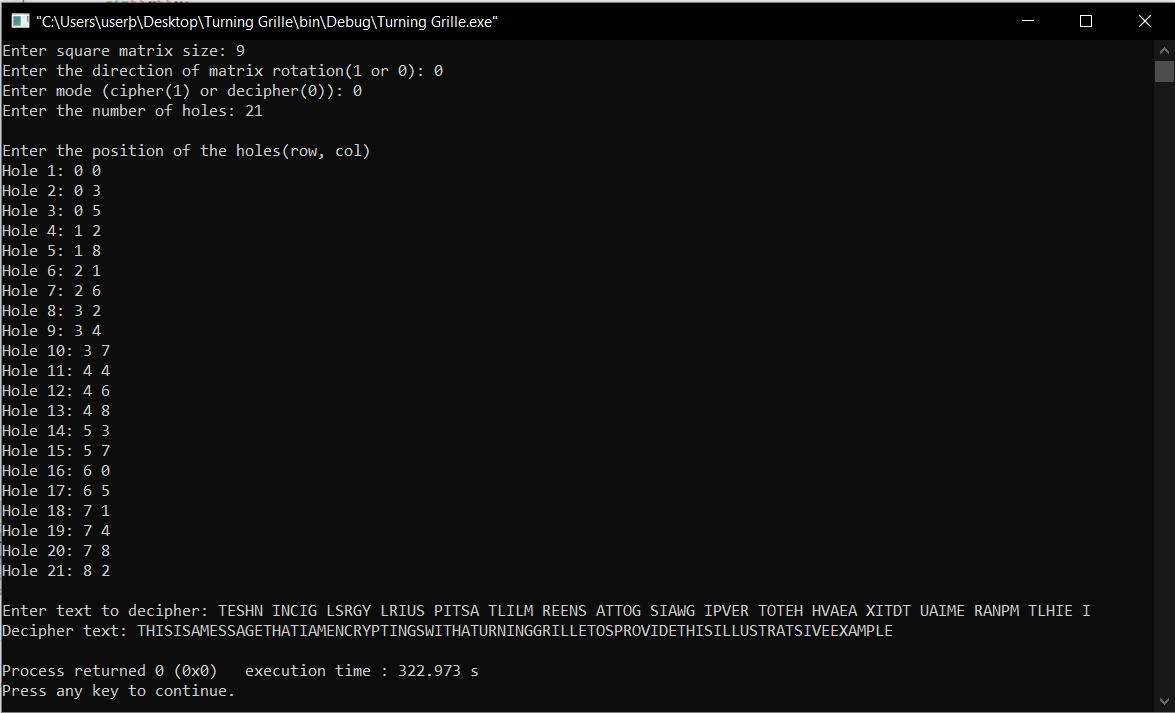 "C:\Users\userþ\Desktop\Turning Grille\bin\Debug\Turning Grille.exe"
Enter square matrix size: 9
Enter the direction of matrix rotation(1 or 0): 0
Enter mode (cipher(1) or decipher(0)): 0
Enter the number of holes: 21
Enter the position of the holes(row, col)
Hole 1: 0 0
Hole 2: 0 3
Hole 3: 0 5
Hole 4: 1 2
Hole 5: 1 8
Hole 6: 2 1
Hole 7: 2 6
Hole 8: 3 2
Hole 9: 3 4
Hole 10: 3 7
Hole 11: 4 4
Hole 12: 4 6
Hole 13: 4 8
Hole 14: 5 3
Hole 15: 5 7
Hole 16: 6 0
Hole 17: 6 5
Hole 18: 7 1
Hole 19: 7 4
Hole 20: 7 8
Hole 21: 8 2
Enter text to decipher: TESHN INCIG LSRGY LRIUS PITSA TLILM REENS ATTOG SIAWG IPVER TOTEH HVAEA XITDT UAIME RANPM TLHIE I
Decipher text: THISISAMESSAGETHATIAMENCRYPTINGSWITHATURNINGGRILLETOSPROVIDETHISILLUSTRATSIVEEXAMPLE
Process returned 0 (0x0)   execution time : 322.973 s
Press any key to continue.